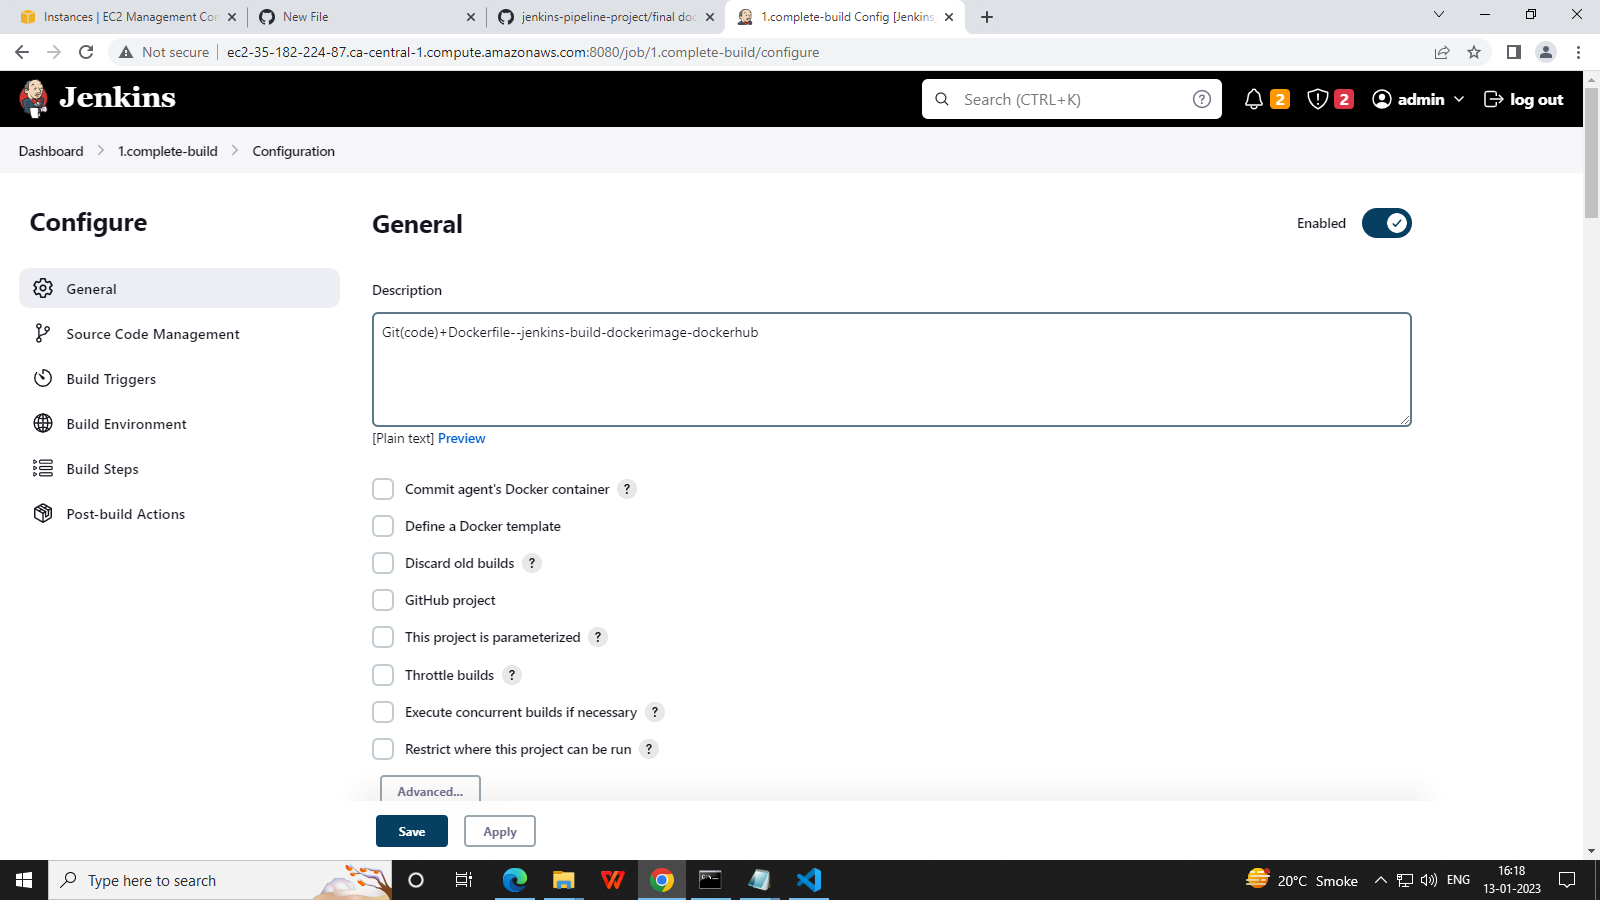 Instances | EC2 Management Con
New File
jenkins-pipeline-project/final doc
1.complete-build Config [Jenkins
Not secure
ec2-35-182-224-87.ca-central-1.compute.amazonaws.com:8080/job/1.complete-build/configure
Jenkins
Search (CTRL+K)
?
2
2
admin
log out
Dashboard
1.complete-build
Configuration
Configure
General
Source Code Management
Build Triggers
Build Environment
Build Steps
Post-build Actions
General
Enabled
Description
Git(code)+Dockerfile--jenkins-build-dockerimage-dockerhub
[Plain text] Preview
Commit agent's Docker container ?
Define a Docker template
Discard old builds ?
GitHub project
This project is parameterized ?
Throttle builds ?
Execute concurrent builds if necessary ?
Restrict where this project can be run ?
Advanced...
Save
Apply
Type here to search
20°C Smoke
ENG
16:18
13-01-2023